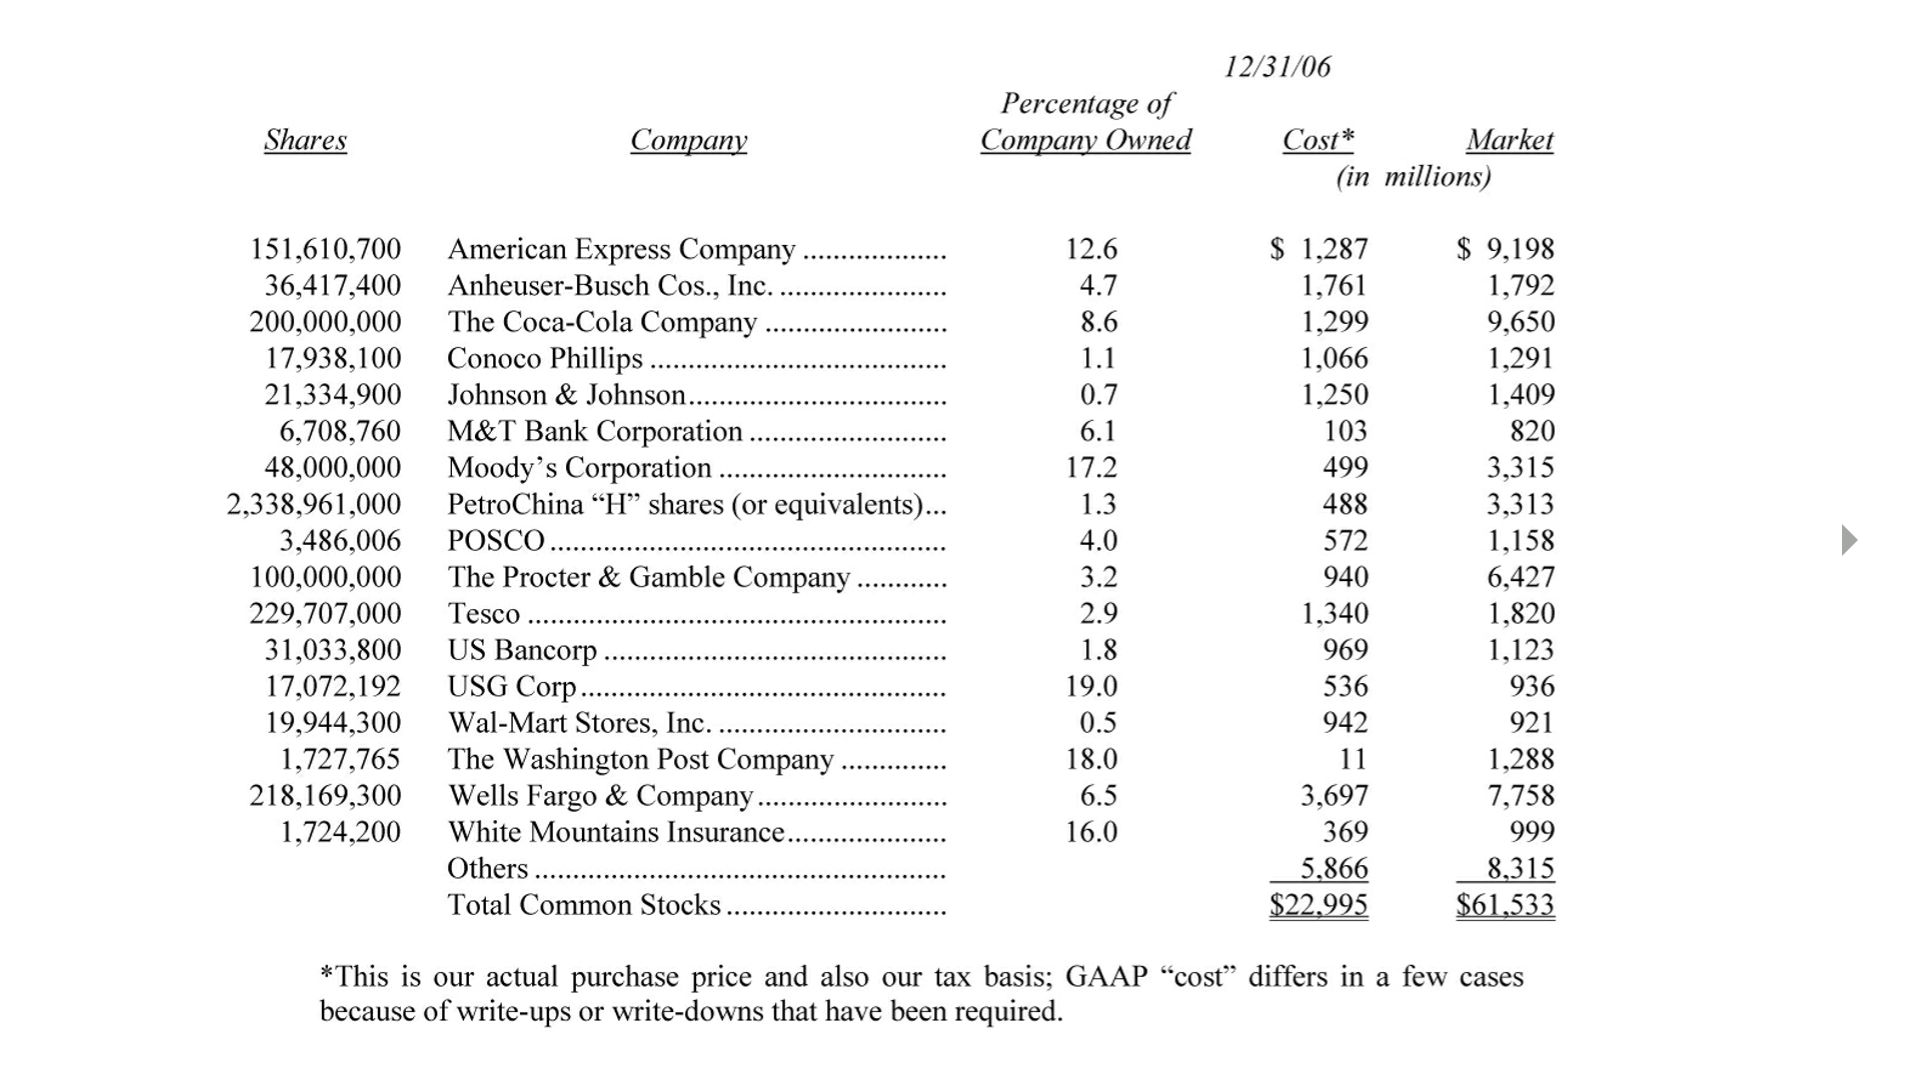 12/31/06
Percentage of
Shares Company Company Owned Cost* Market
(in millions)
151,610,700 American Express Company ................... 12.6 $ 1,287 $ 9,198
36,417,400 Anheuser-Busch Cos., Inc. ...................... 4.7 1,761 1,792
200,000,000 The Coca-Cola Company ........................ 8.6 1,299 9,650
17,938,100 Conoco Phillips ....................................... 1.1 1,066 1,291
21,334,900 Johnson & Johnson.................................. 0.7 1,250 1,409
6,708,760 M&T Bank Corporation .......................... 6.1 103 820
48,000,000 Moody’s Corporation .............................. 17.2 499 3,315
2,338,961,000 PetroChina “H” shares (or equivalents)... 1.3 488 3,313
3,486,006 POSCO .................................................... 4.0 572 1,158
100,000,000 The Procter & Gamble Company ............ 3.2 940 6,427
229,707,000 Tesco ....................................................... 2.9 1,340 1,820
31,033,800 US Bancorp ............................................. 1.8 969 1,123
17,072,192 USG Corp ................................................ 19.0 536 936
19,944,300 Wal-Mart Stores, Inc. .............................. 0.5 942 921
1,727,765 The Washington Post Company .............. 18.0 11 1,288
218,169,300 Wells Fargo & Company ......................... 6.5 3,697 7,758
1,724,200 White Mountains Insurance..................... 16.0 369 999
Others ...................................................... 5,866 8,315
Total Common Stocks ............................. $22,995 $61,533
*This is our actual purchase price and also our tax basis; GAAP “cost” differs in a few cases
because of write-ups or write-downs that have been required.